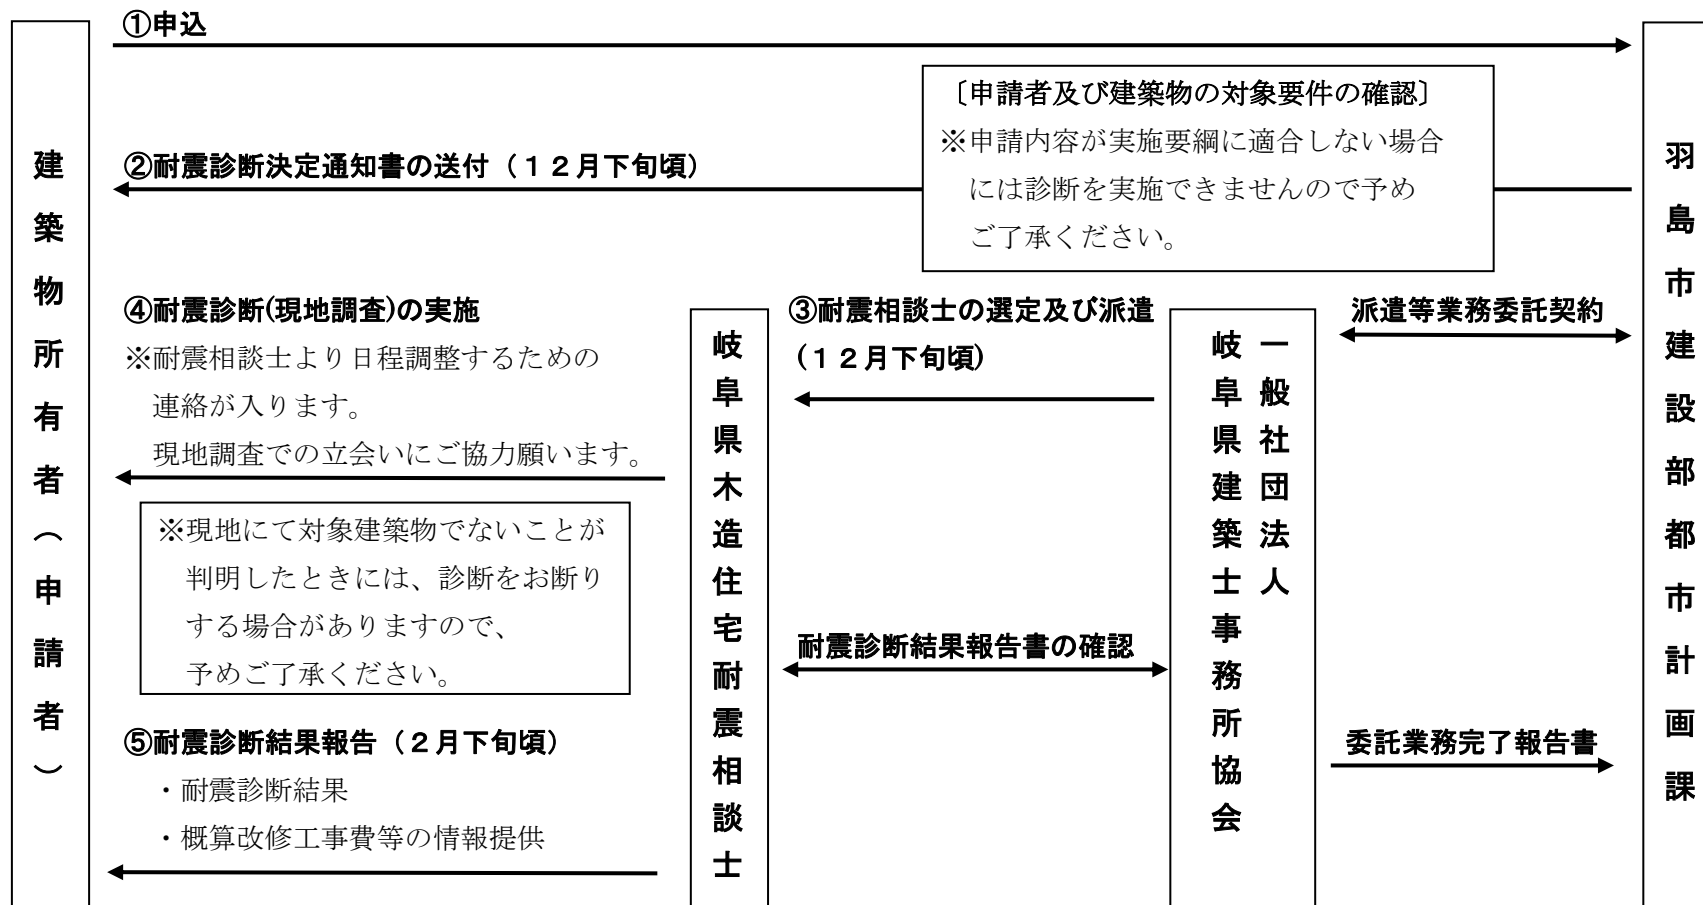 ①申込
建築物所有者（申請者）
〔申請者及び建築物の対象要件の確認〕
※申請内容が実施要綱に適合しない場合
には診断を実施できませんので予め
ご了承ください。
②耐震診断決定通知書の送付（１２月下旬頃）
羽島市建設部都市計画課
④耐震診断(現地調査)の実施
※耐震相談士より日程調整するための
連絡が入ります。
現地調査での立会いにご協力願います。
※現地にて対象建築物でないことが
判明したときには、診断をお断り
する場合がありますので、
予めご了承ください。
⑤耐震診断結果報告（２月下旬頃）
・耐震診断結果
・概算改修工事費等の情報提供
岐阜県木造住宅耐震相談士
③耐震相談士の選定及び派遣
（１２月下旬頃）
耐震診断結果報告書の確認
一般社団法人
岐阜県建築士事務所協会
派遣等業務委託契約
委託業務完了報告書